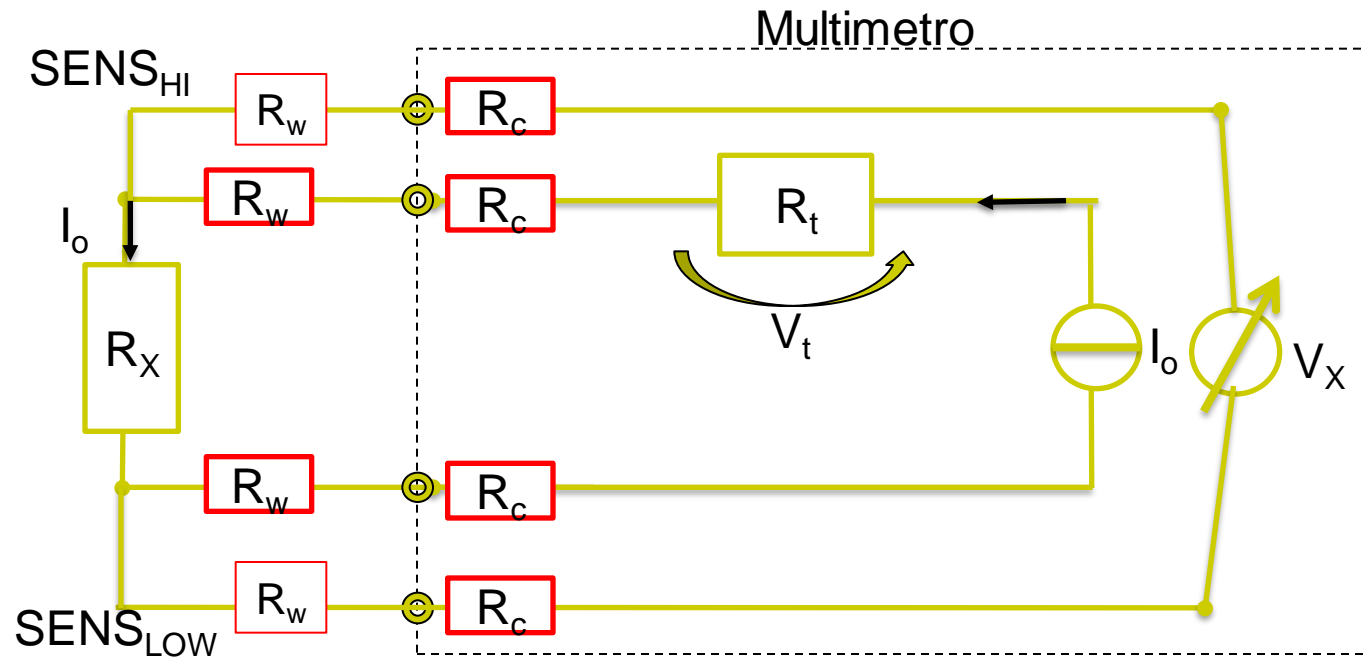 Multimetro
SENS_HI
R_w
R_c
R_w
R_c
R_t
I_o
V_t
R_X
I_o
V_X
R_w
R_c
R_w
R_c
SENS_LOW